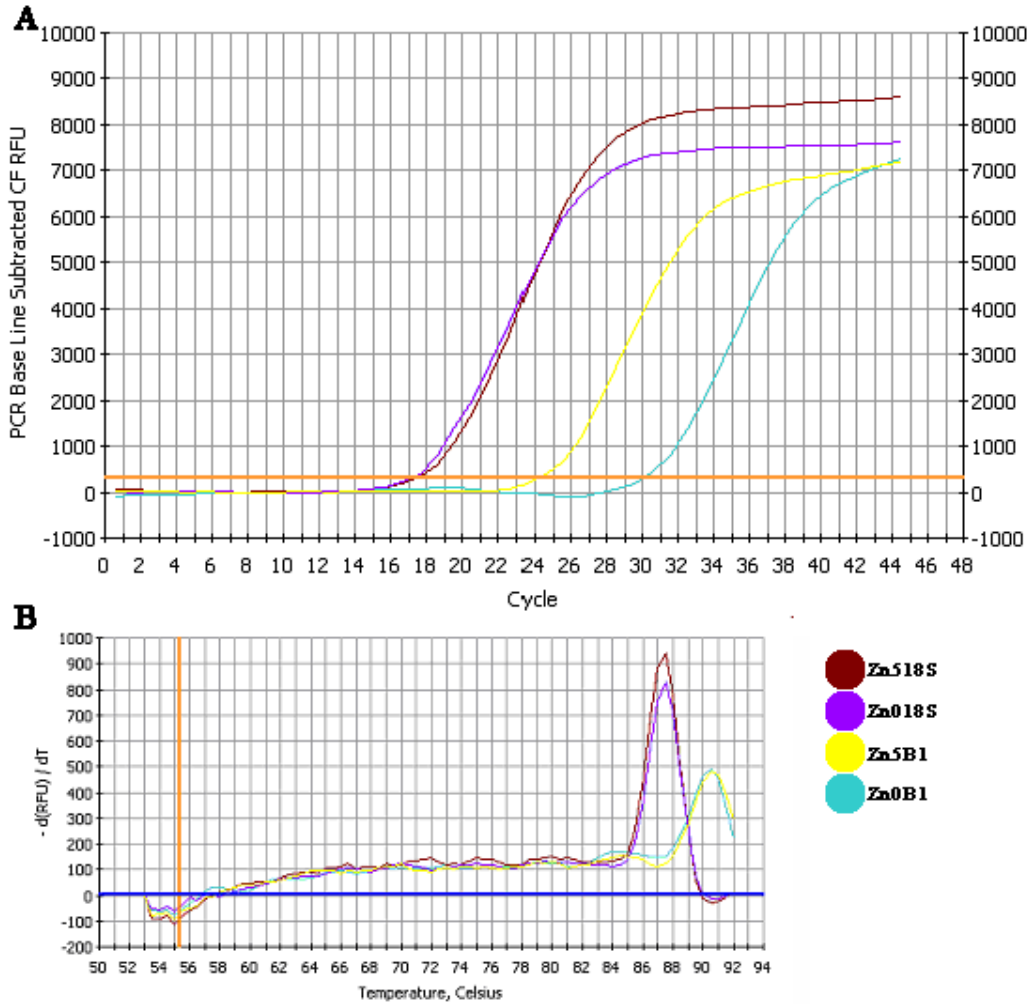 A
10000 10000
9000 9000
8000 8000
7000 7000
6000 6000
5000 5000
4000 4000
3000 3000
2000 2000
1000 1000
0 0
-1000 -1000
PCR Base Line Subtracted CF RFU
0 2 4 6 8 10 12 14 16 18 20 22 24 26 28 30 32 34 36 38 40 42 44 46 48
Cycle
B
1000
900
800
700
600
500
400
300
200
100
0
-100
-200
- d(RFU) / dT
50 52 54 56 58 60 62 64 66 68 70 72 74 76 78 80 82 84 86 88 90 92 94
Temperature, Celsius
Zn518S
Zn018S
Zn5B1
Zn0B1